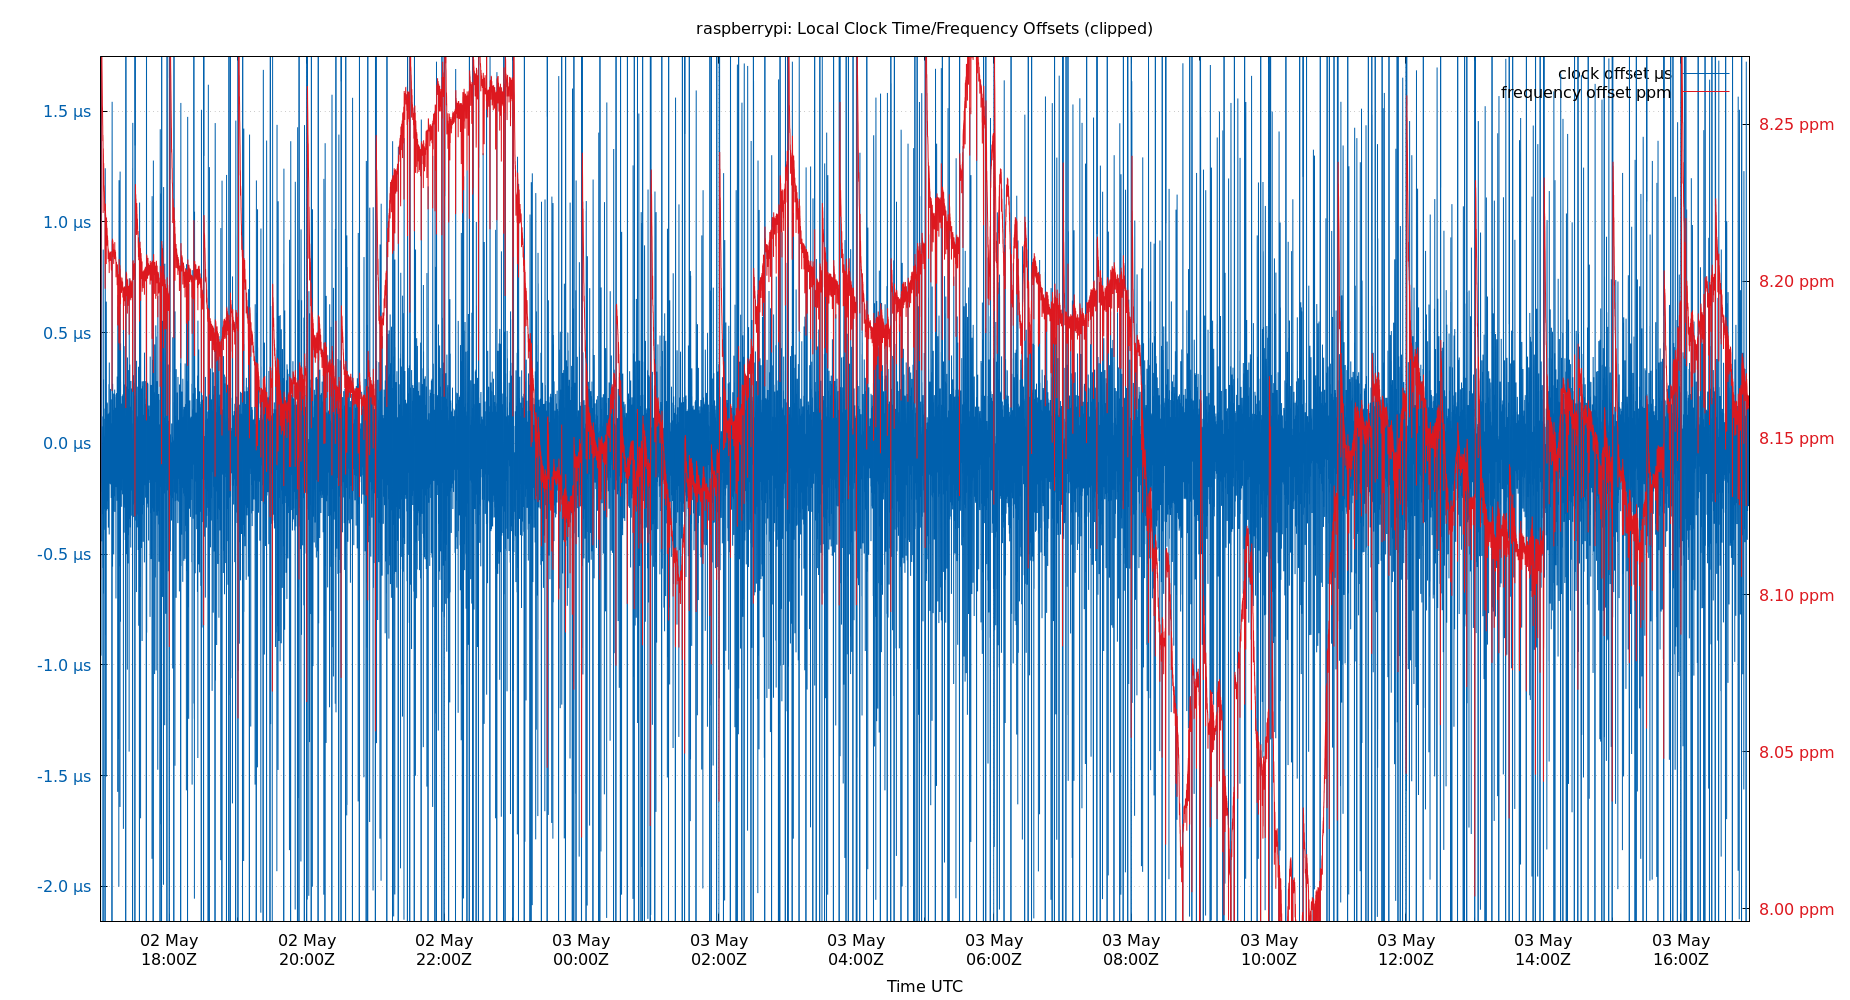 raspberrypi: Local Clock Time/Frequency Offsets (clipped)
clock offset µs
frequency offset ppm
1.5 µs
1.0 µs
0.5 µs
0.0 µs
-0.5 µs
-1.0 µs
-1.5 µs
-2.0 µs
8.25 ppm
8.20 ppm
8.15 ppm
8.10 ppm
8.05 ppm
8.00 ppm
02 May 02 May 02 May 03 May 03 May 03 May 03 May 03 May 03 May 03 May 03 May 03 May
18:00Z 20:00Z 22:00Z 00:00Z 02:00Z 04:00Z 06:00Z 08:00Z 10:00Z 12:00Z 14:00Z 16:00Z
Time UTC